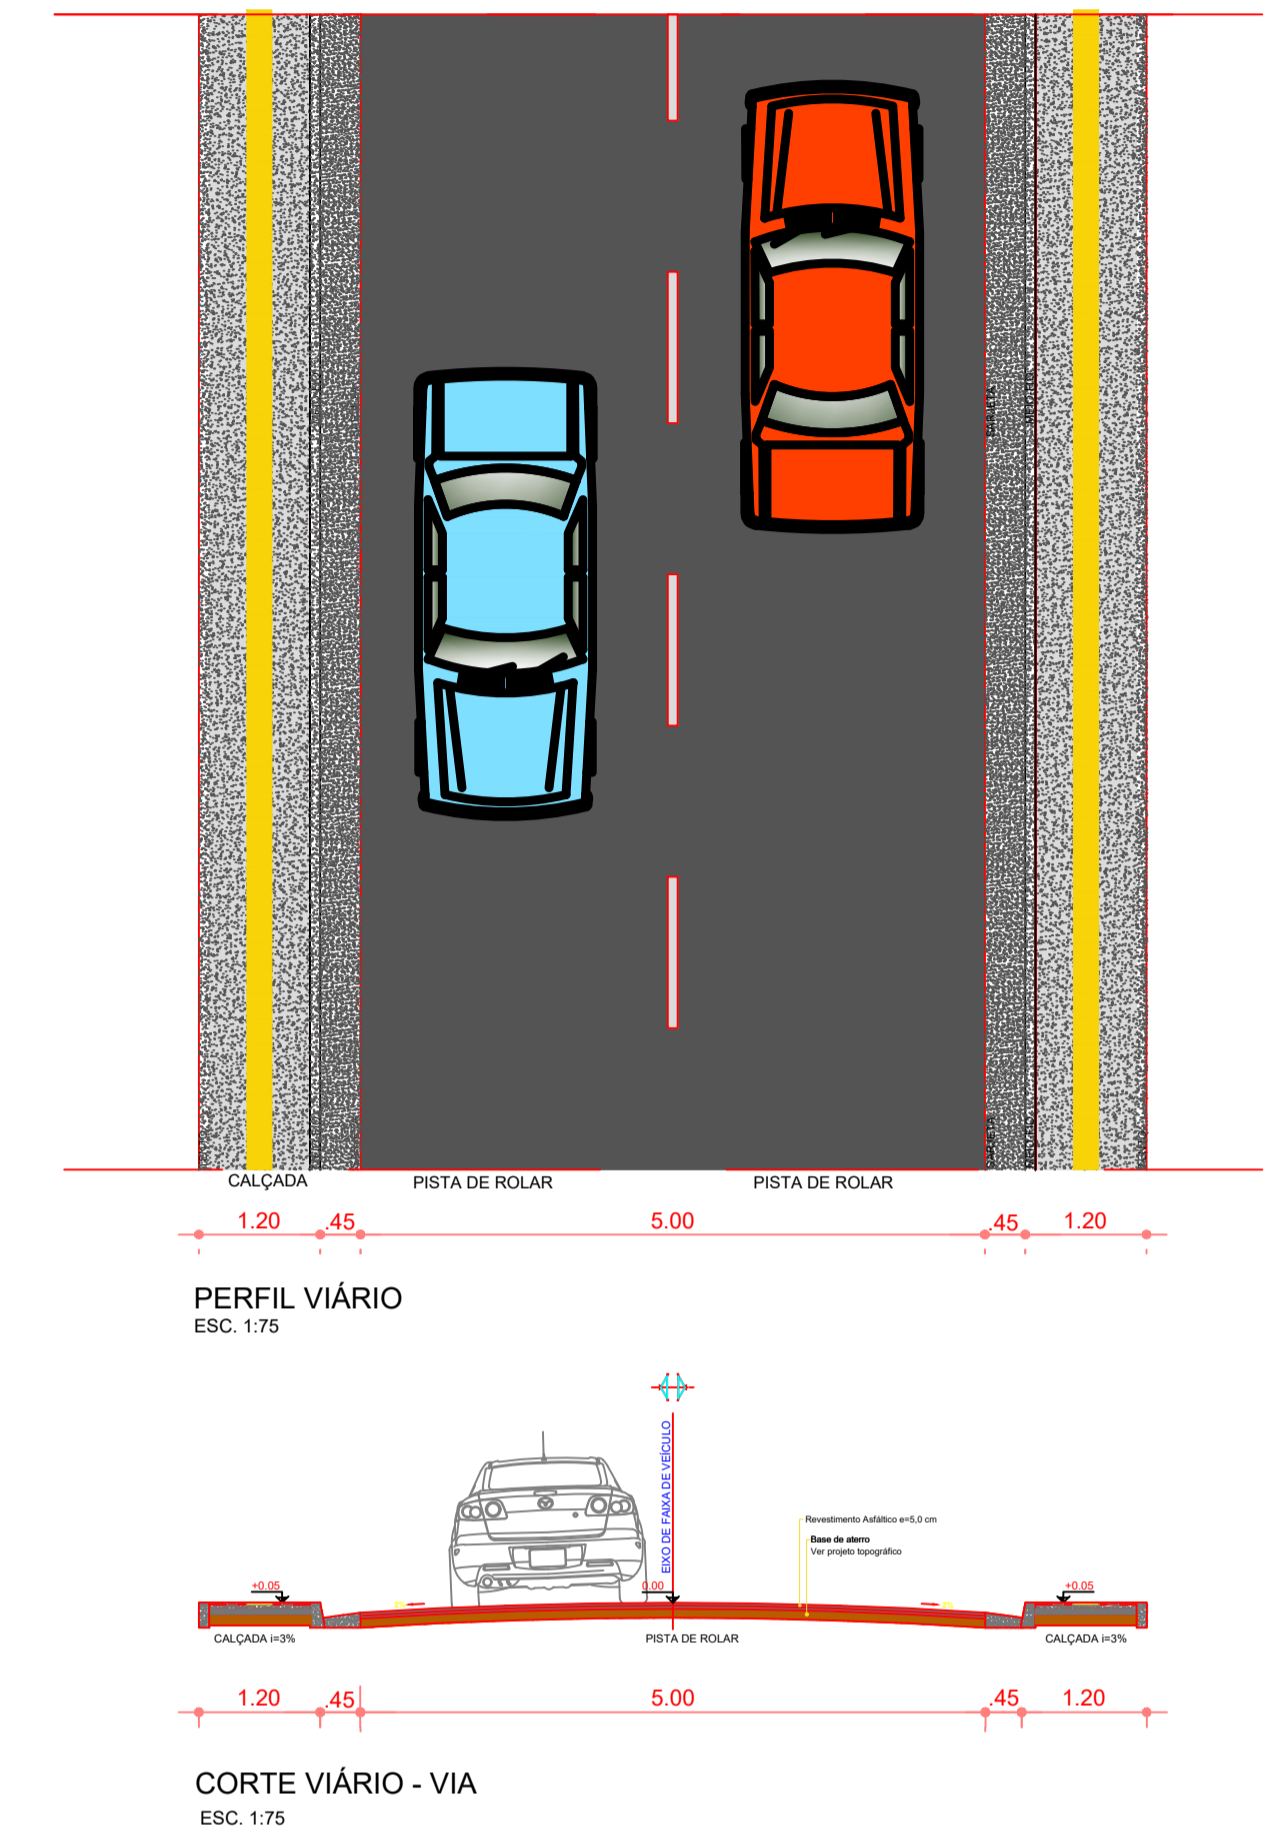 SARJETA
MEIO FIO
CALÇADA
PISTA DE ROLAR
PISTA DE ROLAR
1.20
.45
5.00
.45
1.20
PERFIL VIÁRIO
ESC. 1:75
EIXO DE FAIXA DE VEÍCULO
Revestimento Asfáltico e=5,0 cm
Base de aterro
Ver projeto topográfico
+0.05
0.00
+0.05
CALÇADA i=3%
PISTA DE ROLAR
CALÇADA i=3%
1.20
.45
5.00
.45
1.20
CORTE VIÁRIO - VIA
ESC. 1:75